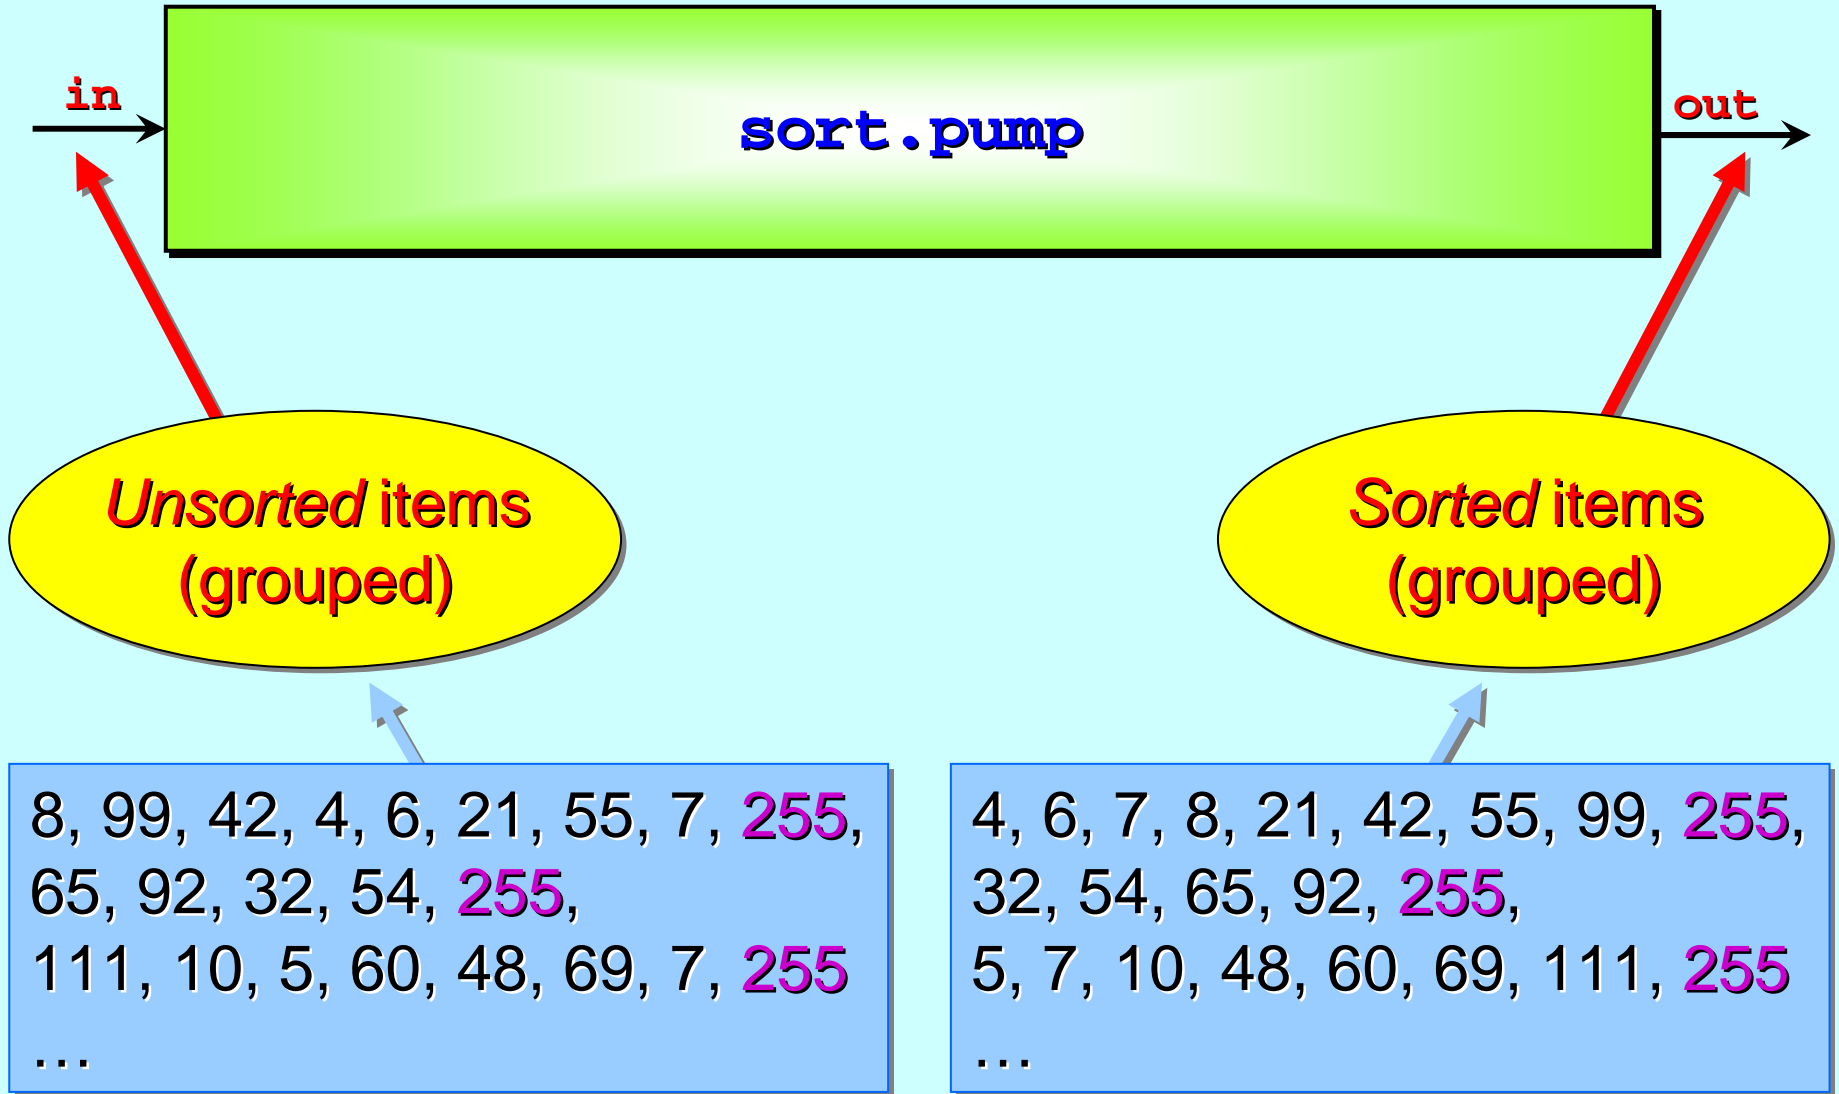 in
sort.pump
out
Unsorted items
(grouped)
Sorted items
(grouped)
8, 99, 42, 4, 6, 21, 55, 7, 255,
65, 92, 32, 54, 255,
111, 10, 5, 60, 48, 69, 7, 255
…
4, 6, 7, 8, 21, 42, 55, 99, 255,
32, 54, 65, 92, 255,
5, 7, 10, 48, 60, 69, 111, 255
…